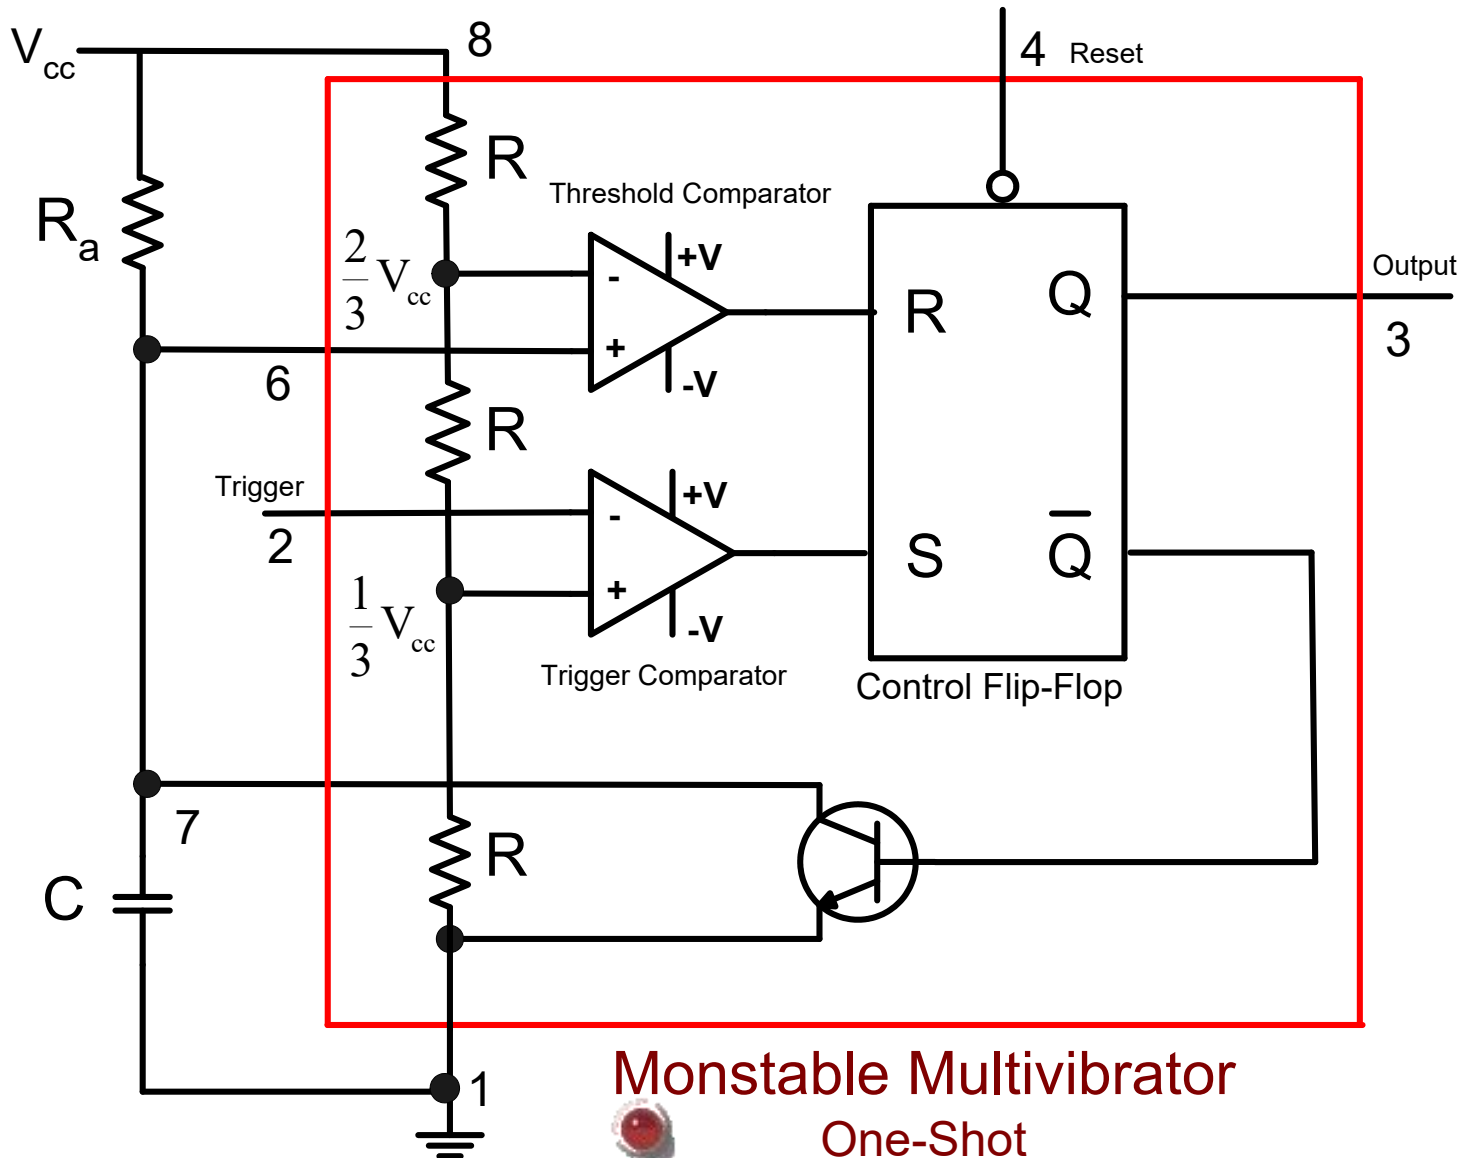 Vcc
8
4 Reset
R
Ra
Threshold Comparator
2/3 Vcc
-
+V
+
-V
R
Q
Output
3
6
R
Trigger
2
-
+V
+
-V
S
Q̅
1/3 Vcc
Trigger Comparator
Control Flip-Flop
7
R
C
1
Monstable Multivibrator
One-Shot